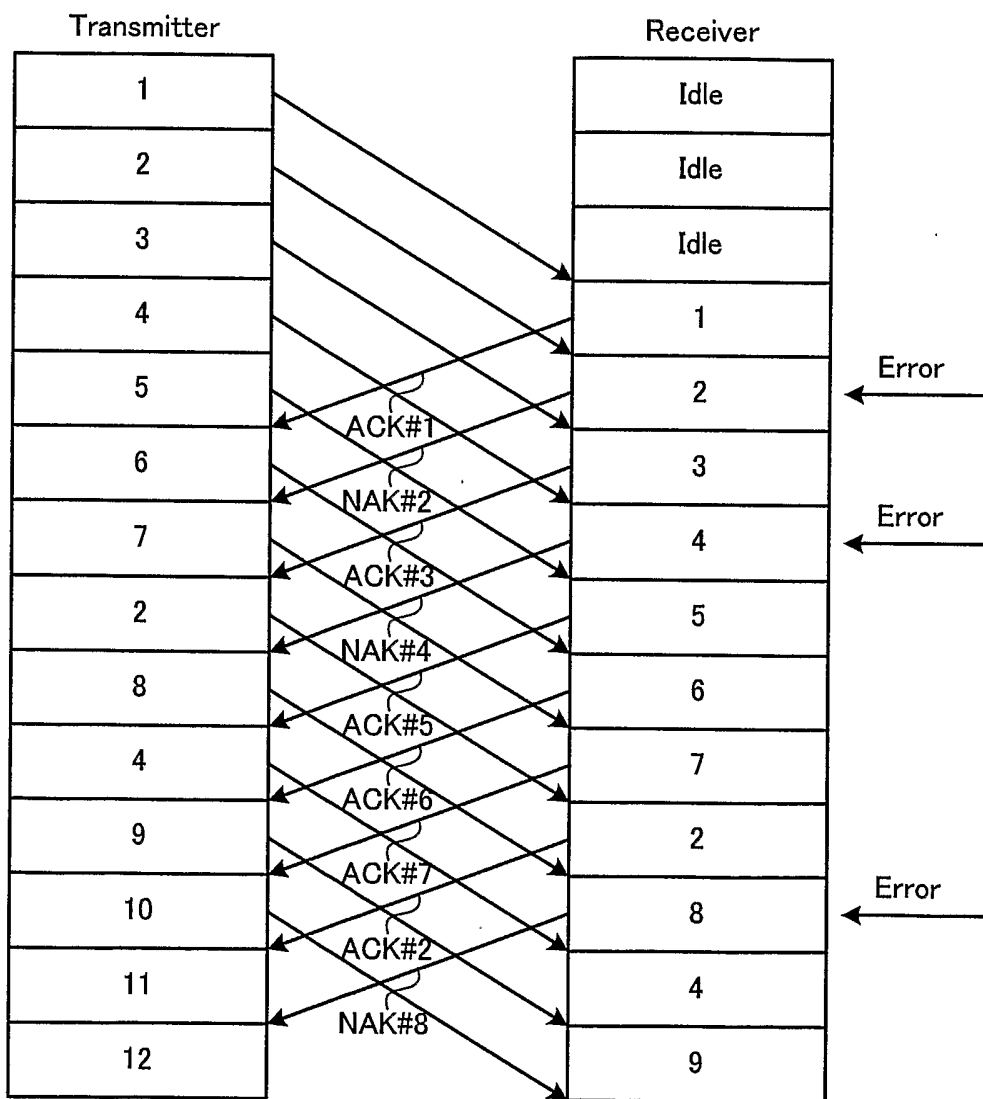 Transmitter
Receiver
1
2
3
4
5
6
7
2
8
4
9
10
11
12
Idle
Idle
Idle
1
2
3
4
5
6
7
2
8
4
9
ACK#1
NAK#2
ACK#3
NAK#4
ACK#5
ACK#6
ACK#7
ACK#2
NAK#8
Error
Error
Error